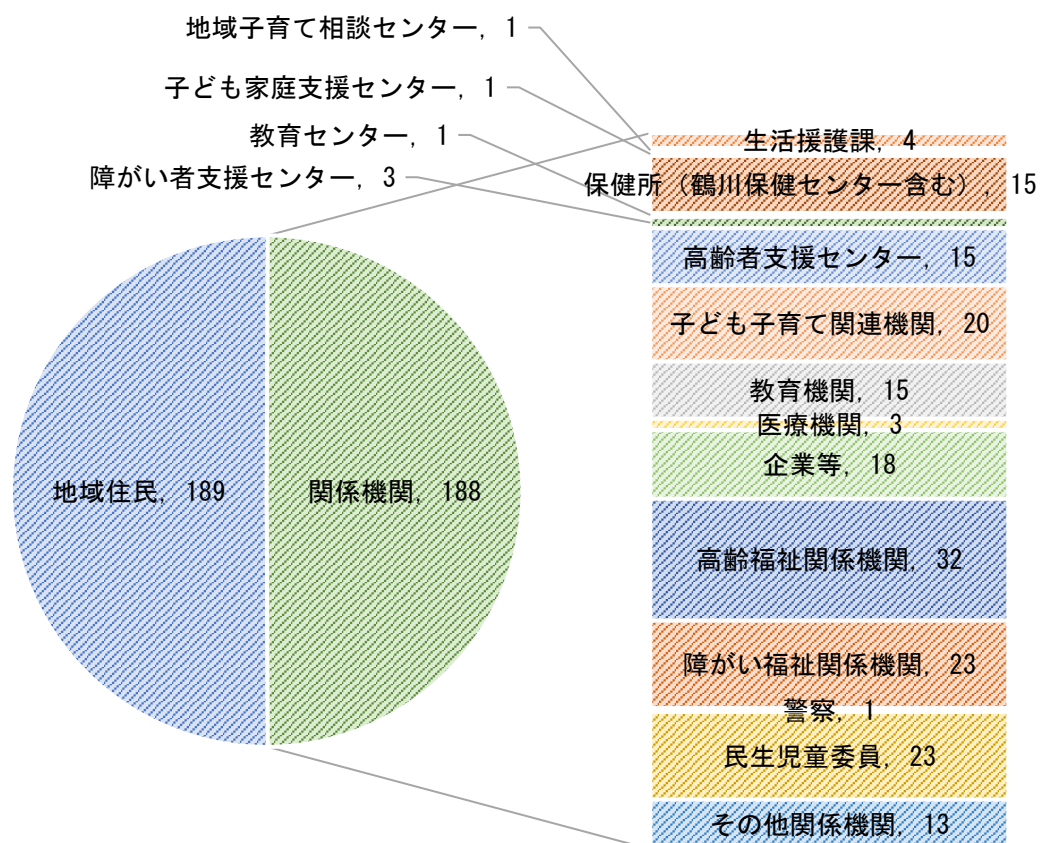 地域子育て相談センター, 1
子ども家庭支援センター, 1
教育センター, 1
障がい者支援センター, 3
生活援護課, 4
保健所（鶴川保健センター含む）, 15
高齢者支援センター, 15
子ども子育て関連機関, 20
教育機関, 15
医療機関, 3
企業等, 18
地域住民, 189
関係機関, 188
高齢福祉関係機関, 32
障がい福祉関係機関, 23
警察, 1
民生児童委員, 23
その他関係機関, 13